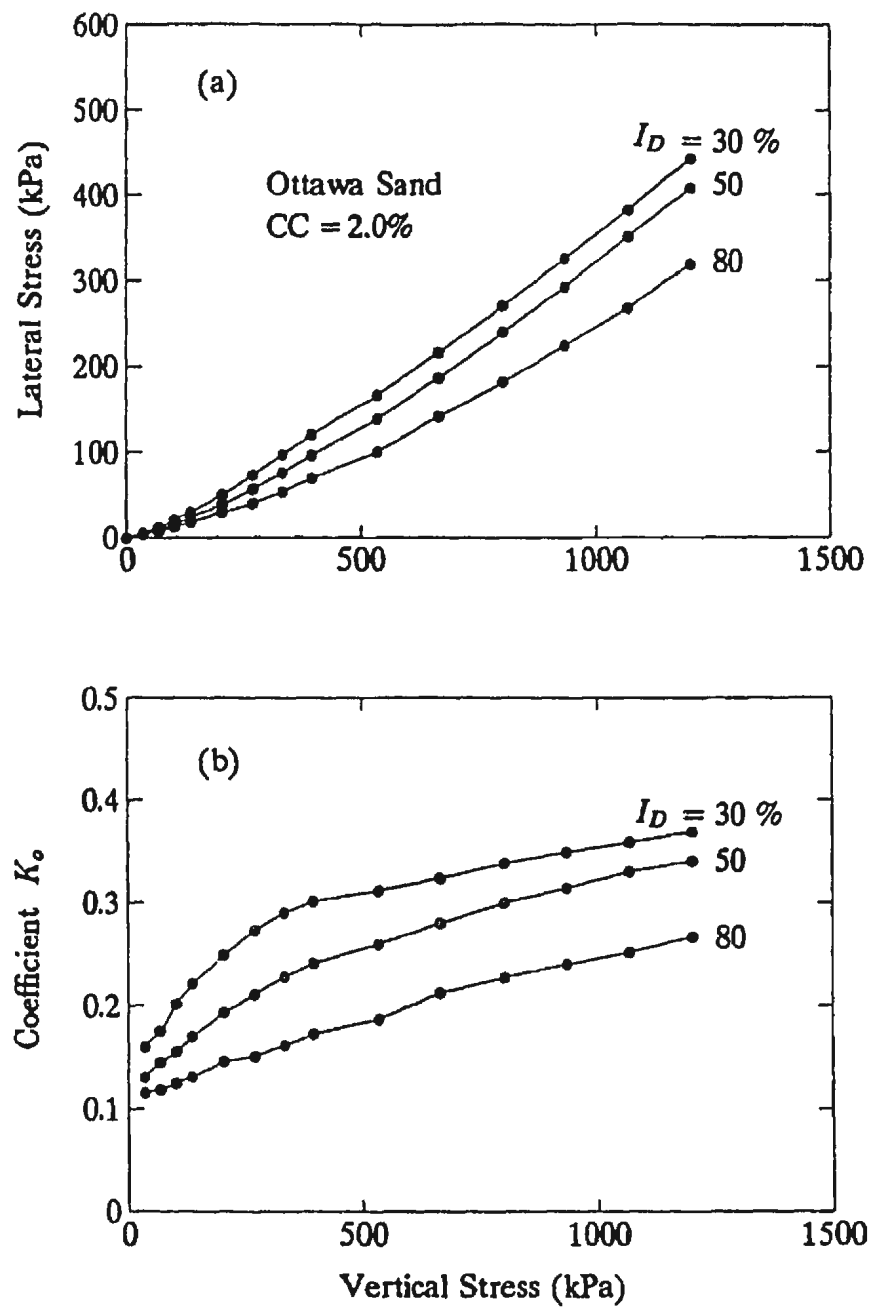 600
(a)
500
I_D = 30 %
50
400
Ottawa Sand
CC = 2.0%
80
300
200
100
0
0
500
1000
1500
Lateral Stress (kPa)
0.5
(b)
0.4
I_D = 30 %
50
0.3
80
0.2
0.1
0
0
500
1000
1500
Coefficient K_o
Vertical Stress (kPa)